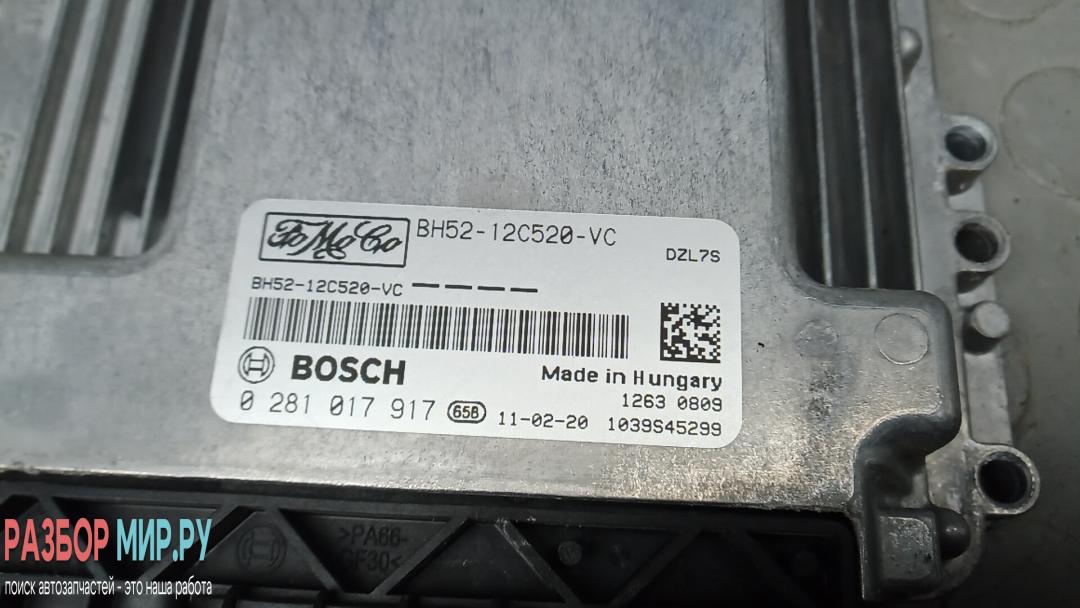 FoMoCo BH52-12C520-VC
DZL7S
BH52-12C520-VC
BOSCH
Made in Hungary
1263 0809
0 281 017 917 658 11-02-20 1039S45299
>PA66-
GF30<
РАЗБОР МИР.РУ
поиск автозапчастей - это наша работа